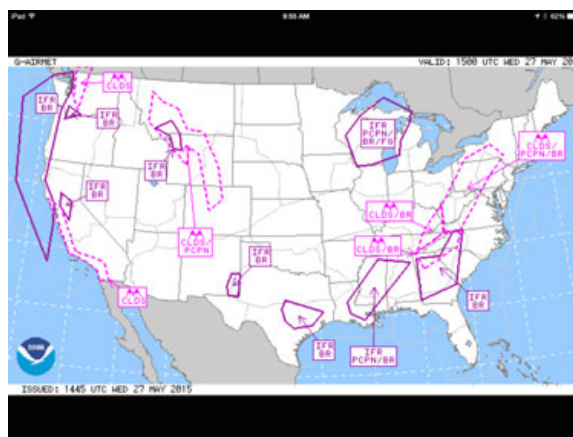 iPad
9:55 AM
62%
G-AIRMET
VALID: 1500 UTC WED 27 MAY 20
CLDS
IFR
BR
IFR
BR
IFR
BR
IFR
BR
CLDS/
PCPN
CLDS
IFR
PCPN/
BR/FG
CLDS/
PCPN/BR
CLDS/BR
CLDS/BR
IFR
BR
IFR
BR
IFR
PCPN/BR
IFR
BR
NOAA
ISSUED: 1445 UTC WED 27 MAY 2015